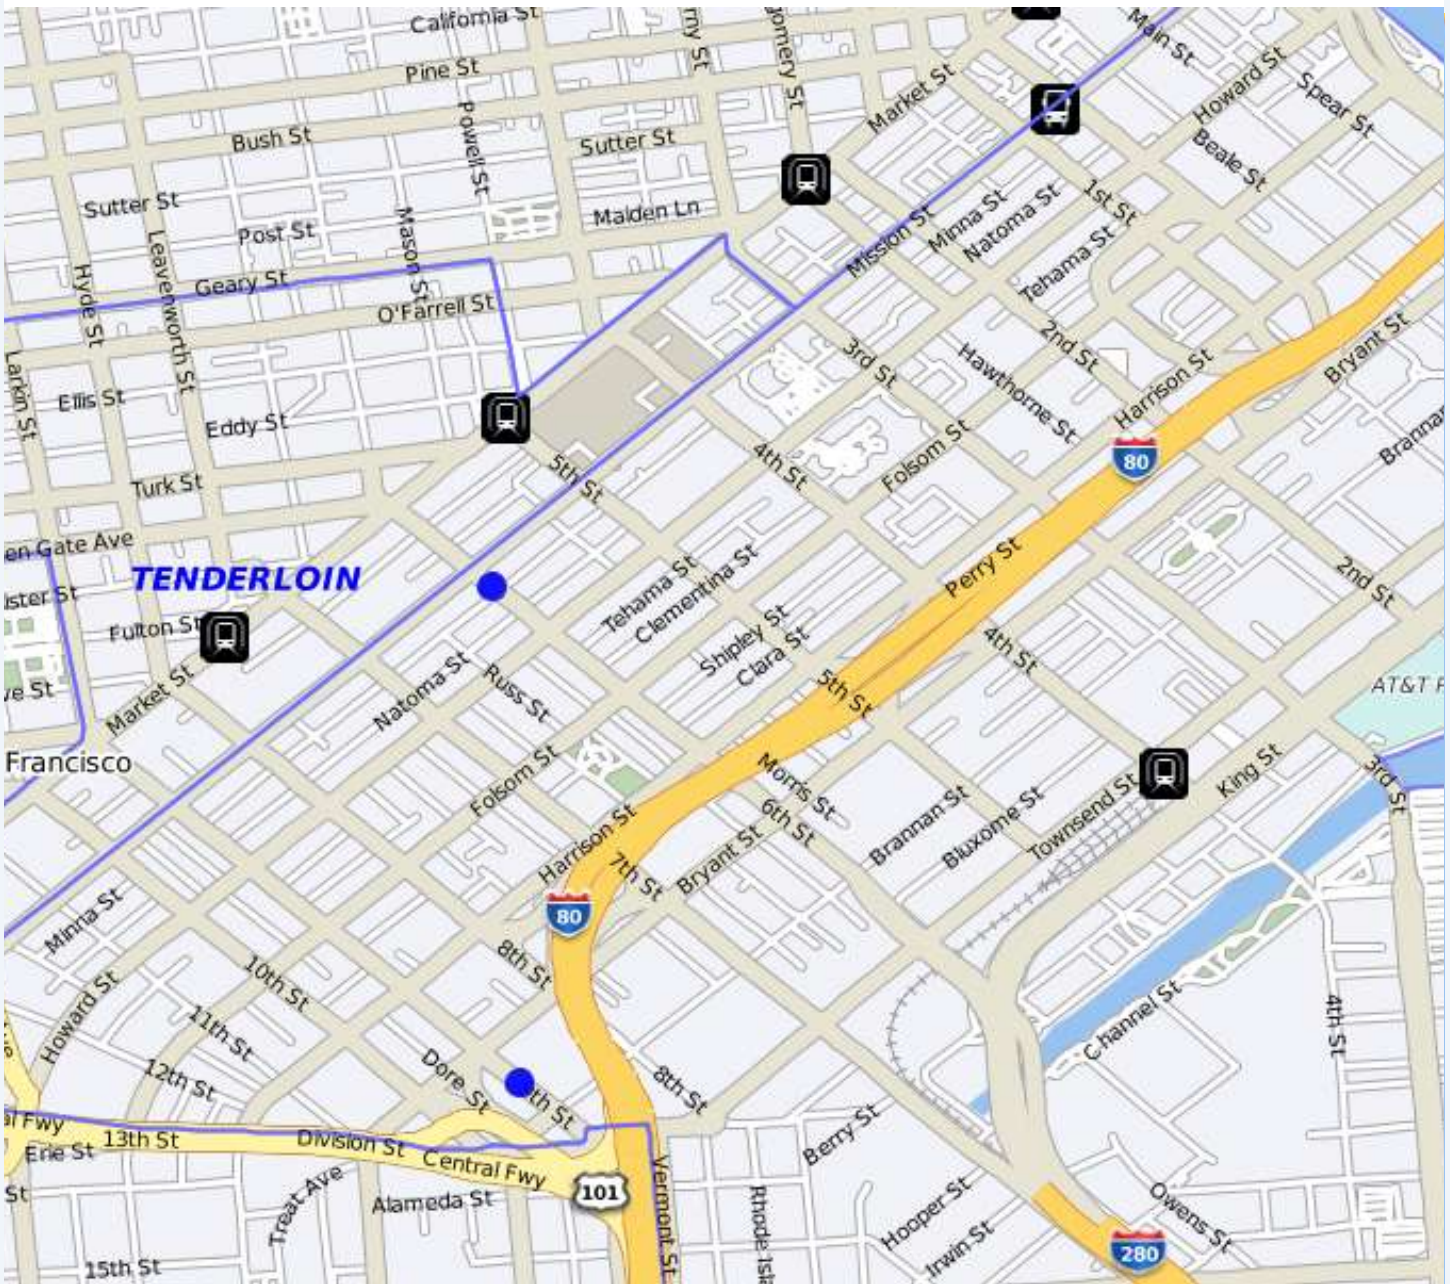 California St
Pine St
Bush St
Sutter St
Sutter St
Post St
Geary St
O'Farrell St
Malden Ln
Powell St
Mason St
Leavenworth St
Hyde St
Larkin St
Ellis St
Eddy St
Turk St
en Gate Ave
TENDERLOIN
Fulton St
Market St
Francisco
Market St
Main St
Howard St
Spear St
Beale St
1st St
Mission St
Minna St
Natoma St
Tehama St
2nd St
3rd St
Hawthorne St
Harrison St
Bryant St
Folsom St
80
4th St
5th St
Perry St
2nd St
Tehama St
Clementina St
Shipley St
Clara St
4th St
5th St
Natoma St
Russ St
Folsom St
Morris St
6th St
Harrison St
7th St
Bryant St
Brannan St
Bluxome St
Townsend St
King St
3rd St
AT&T
80
8th St
Minna St
Howard St
10th St
11th St
12th St
Dore St
8th St
Channel St
4th St
Berry St
13th St
Erie St
Division St
Central Fwy
101
Alameda St
Treat Ave
15th St
Vermont St
Hooper St
Irwin St
Owens St
280